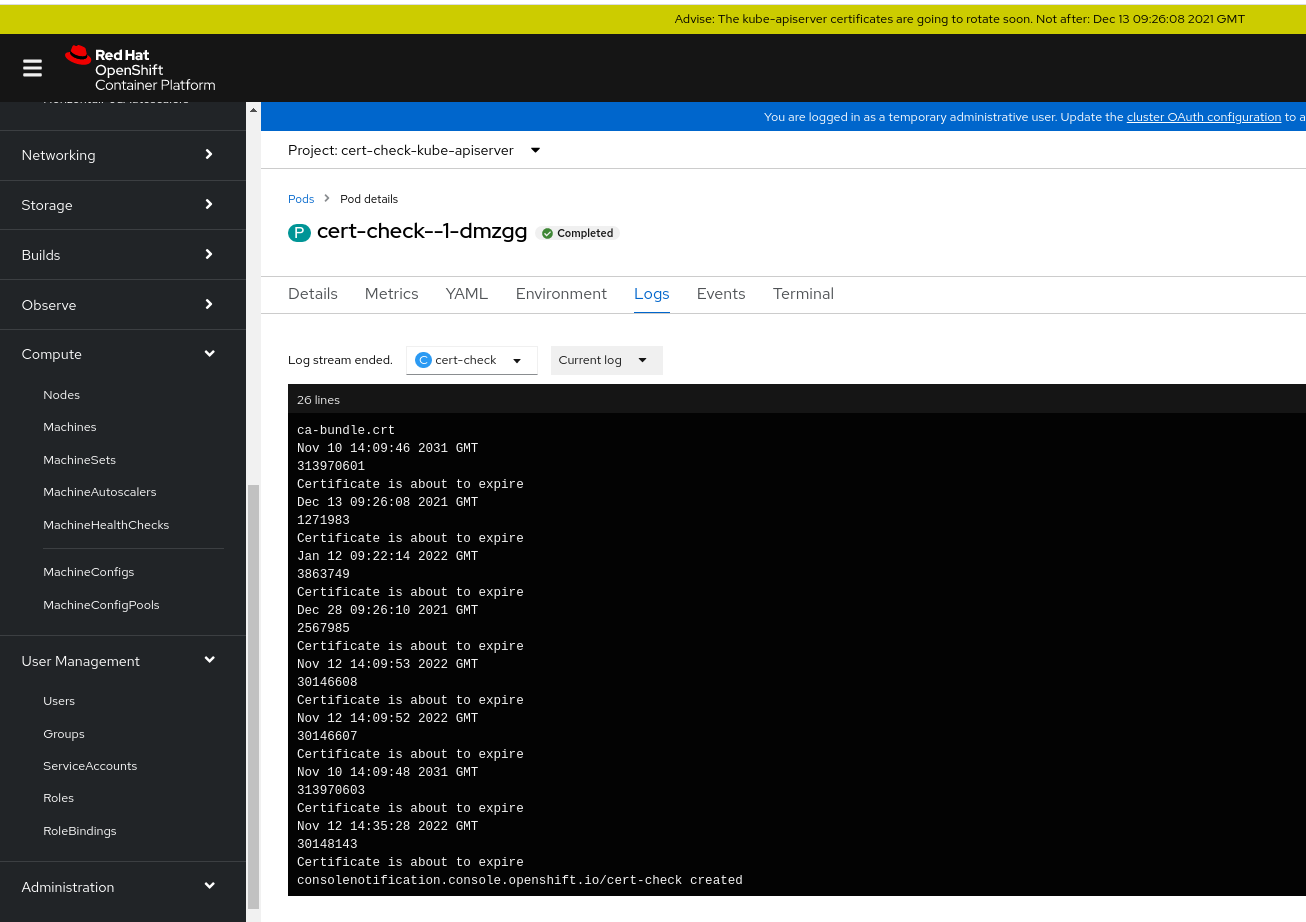 Advise: The kube-apiserver certificates are going to rotate soon. Not after: Dec 13 09:26:08 2021 GMT
Red Hat
OpenShift
Container Platform
You are logged in as a temporary administrative user. Update the cluster OAuth configuration to a
Networking
Storage
Builds
Observe
Compute
Nodes
Machines
MachineSets
MachineAutoscalers
MachineHealthChecks
MachineConfigs
MachineConfigPools
User Management
Users
Groups
ServiceAccounts
Roles
RoleBindings
Administration
Project: cert-check-kube-apiserver
Pods > Pod details
P cert-check--1-dmzgg Completed
Details Metrics YAML Environment Logs Events Terminal
Log stream ended. C cert-check Current log
26 lines
ca-bundle.crt
Nov 10 14:09:46 2031 GMT
313970601
Certificate is about to expire
Dec 13 09:26:08 2021 GMT
1271983
Certificate is about to expire
Jan 12 09:22:14 2022 GMT
3863749
Certificate is about to expire
Dec 28 09:26:10 2021 GMT
2567985
Certificate is about to expire
Nov 12 14:09:53 2022 GMT
30146608
Certificate is about to expire
Nov 12 14:09:52 2022 GMT
30146607
Certificate is about to expire
Nov 10 14:09:48 2031 GMT
313970603
Certificate is about to expire
Nov 12 14:35:28 2022 GMT
30148143
Certificate is about to expire
consolenotification.console.openshift.io/cert-check created